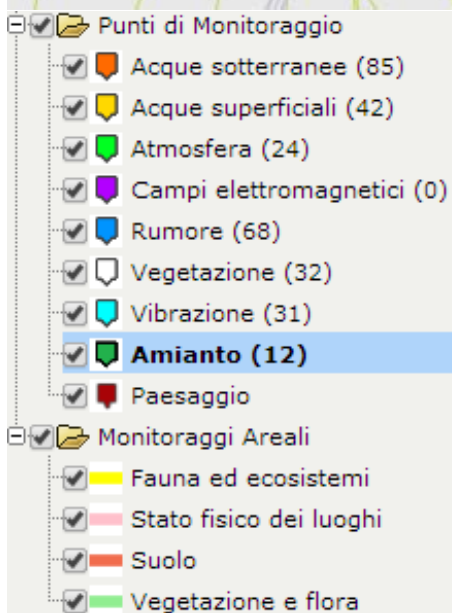 Punti di Monitoraggio
Acque sotterranee (85)
Acque superficiali (42)
Atmosfera (24)
Campi elettromagnetici (0)
Rumore (68)
Vegetazione (32)
Vibrazione (31)
Amianto (12)
Paesaggio
Monitoraggi Areali
Fauna ed ecosistemi
Stato fisico dei luoghi
Suolo
Vegetazione e flora